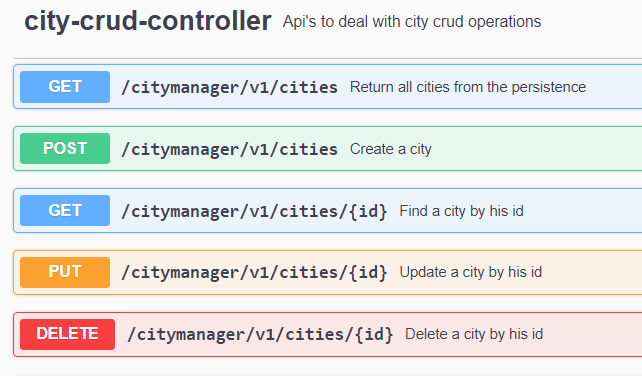 city-crud-controller Api's to deal with city crud operations
GET /citymanager/v1/cities Return all cities from the persistence
POST /citymanager/v1/cities Create a city
GET /citymanager/v1/cities/{id} Find a city by his id
PUT /citymanager/v1/cities/{id} Update a city by his id
DELETE /citymanager/v1/cities/{id} Delete a city by his id